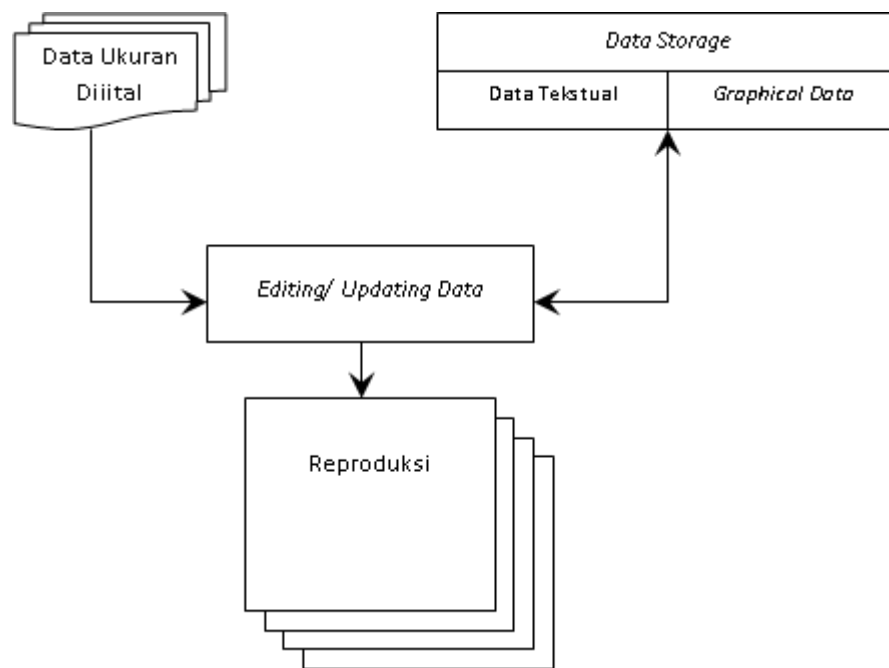 Data Ukuran
Diiital
Data Storage
Data Tekstual
Graphical Data
Editing/ Updating Data
Reproduksi